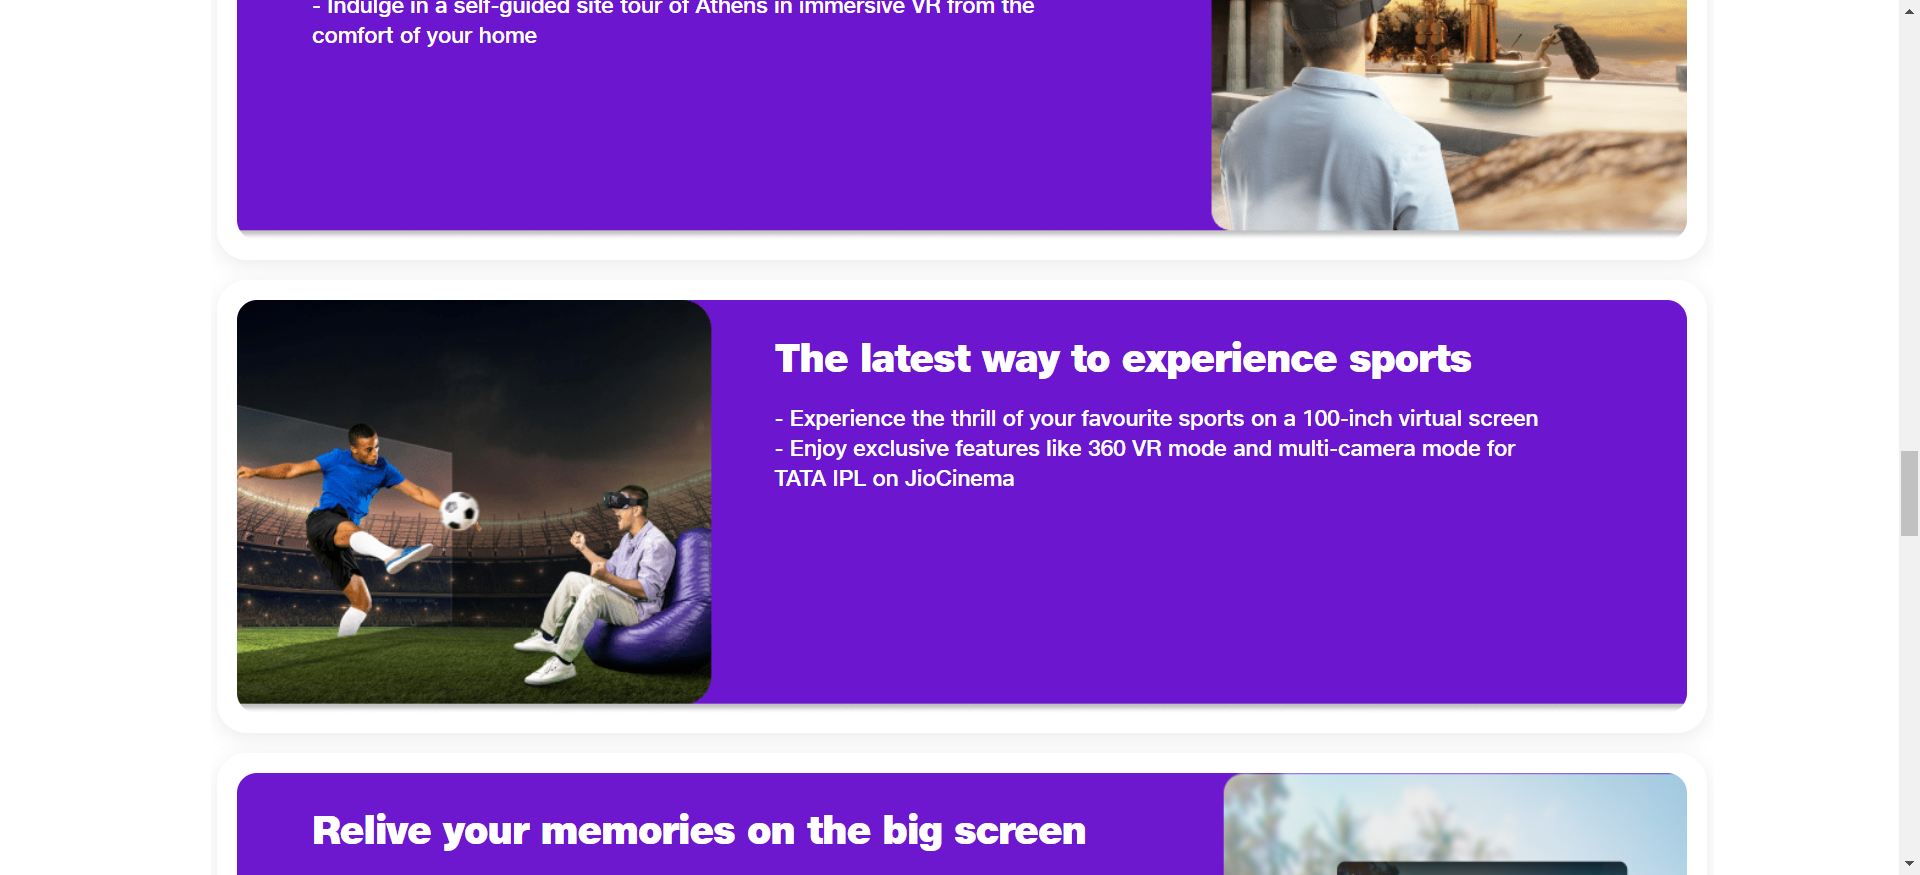 - Indulge in a self-guided site tour of Athens in immersive VR from the
comfort of your home
The latest way to experience sports
- Experience the thrill of your favourite sports on a 100-inch virtual screen
- Enjoy exclusive features like 360 VR mode and multi-camera mode for
TATA IPL on JioCinema
Relive your memories on the big screen